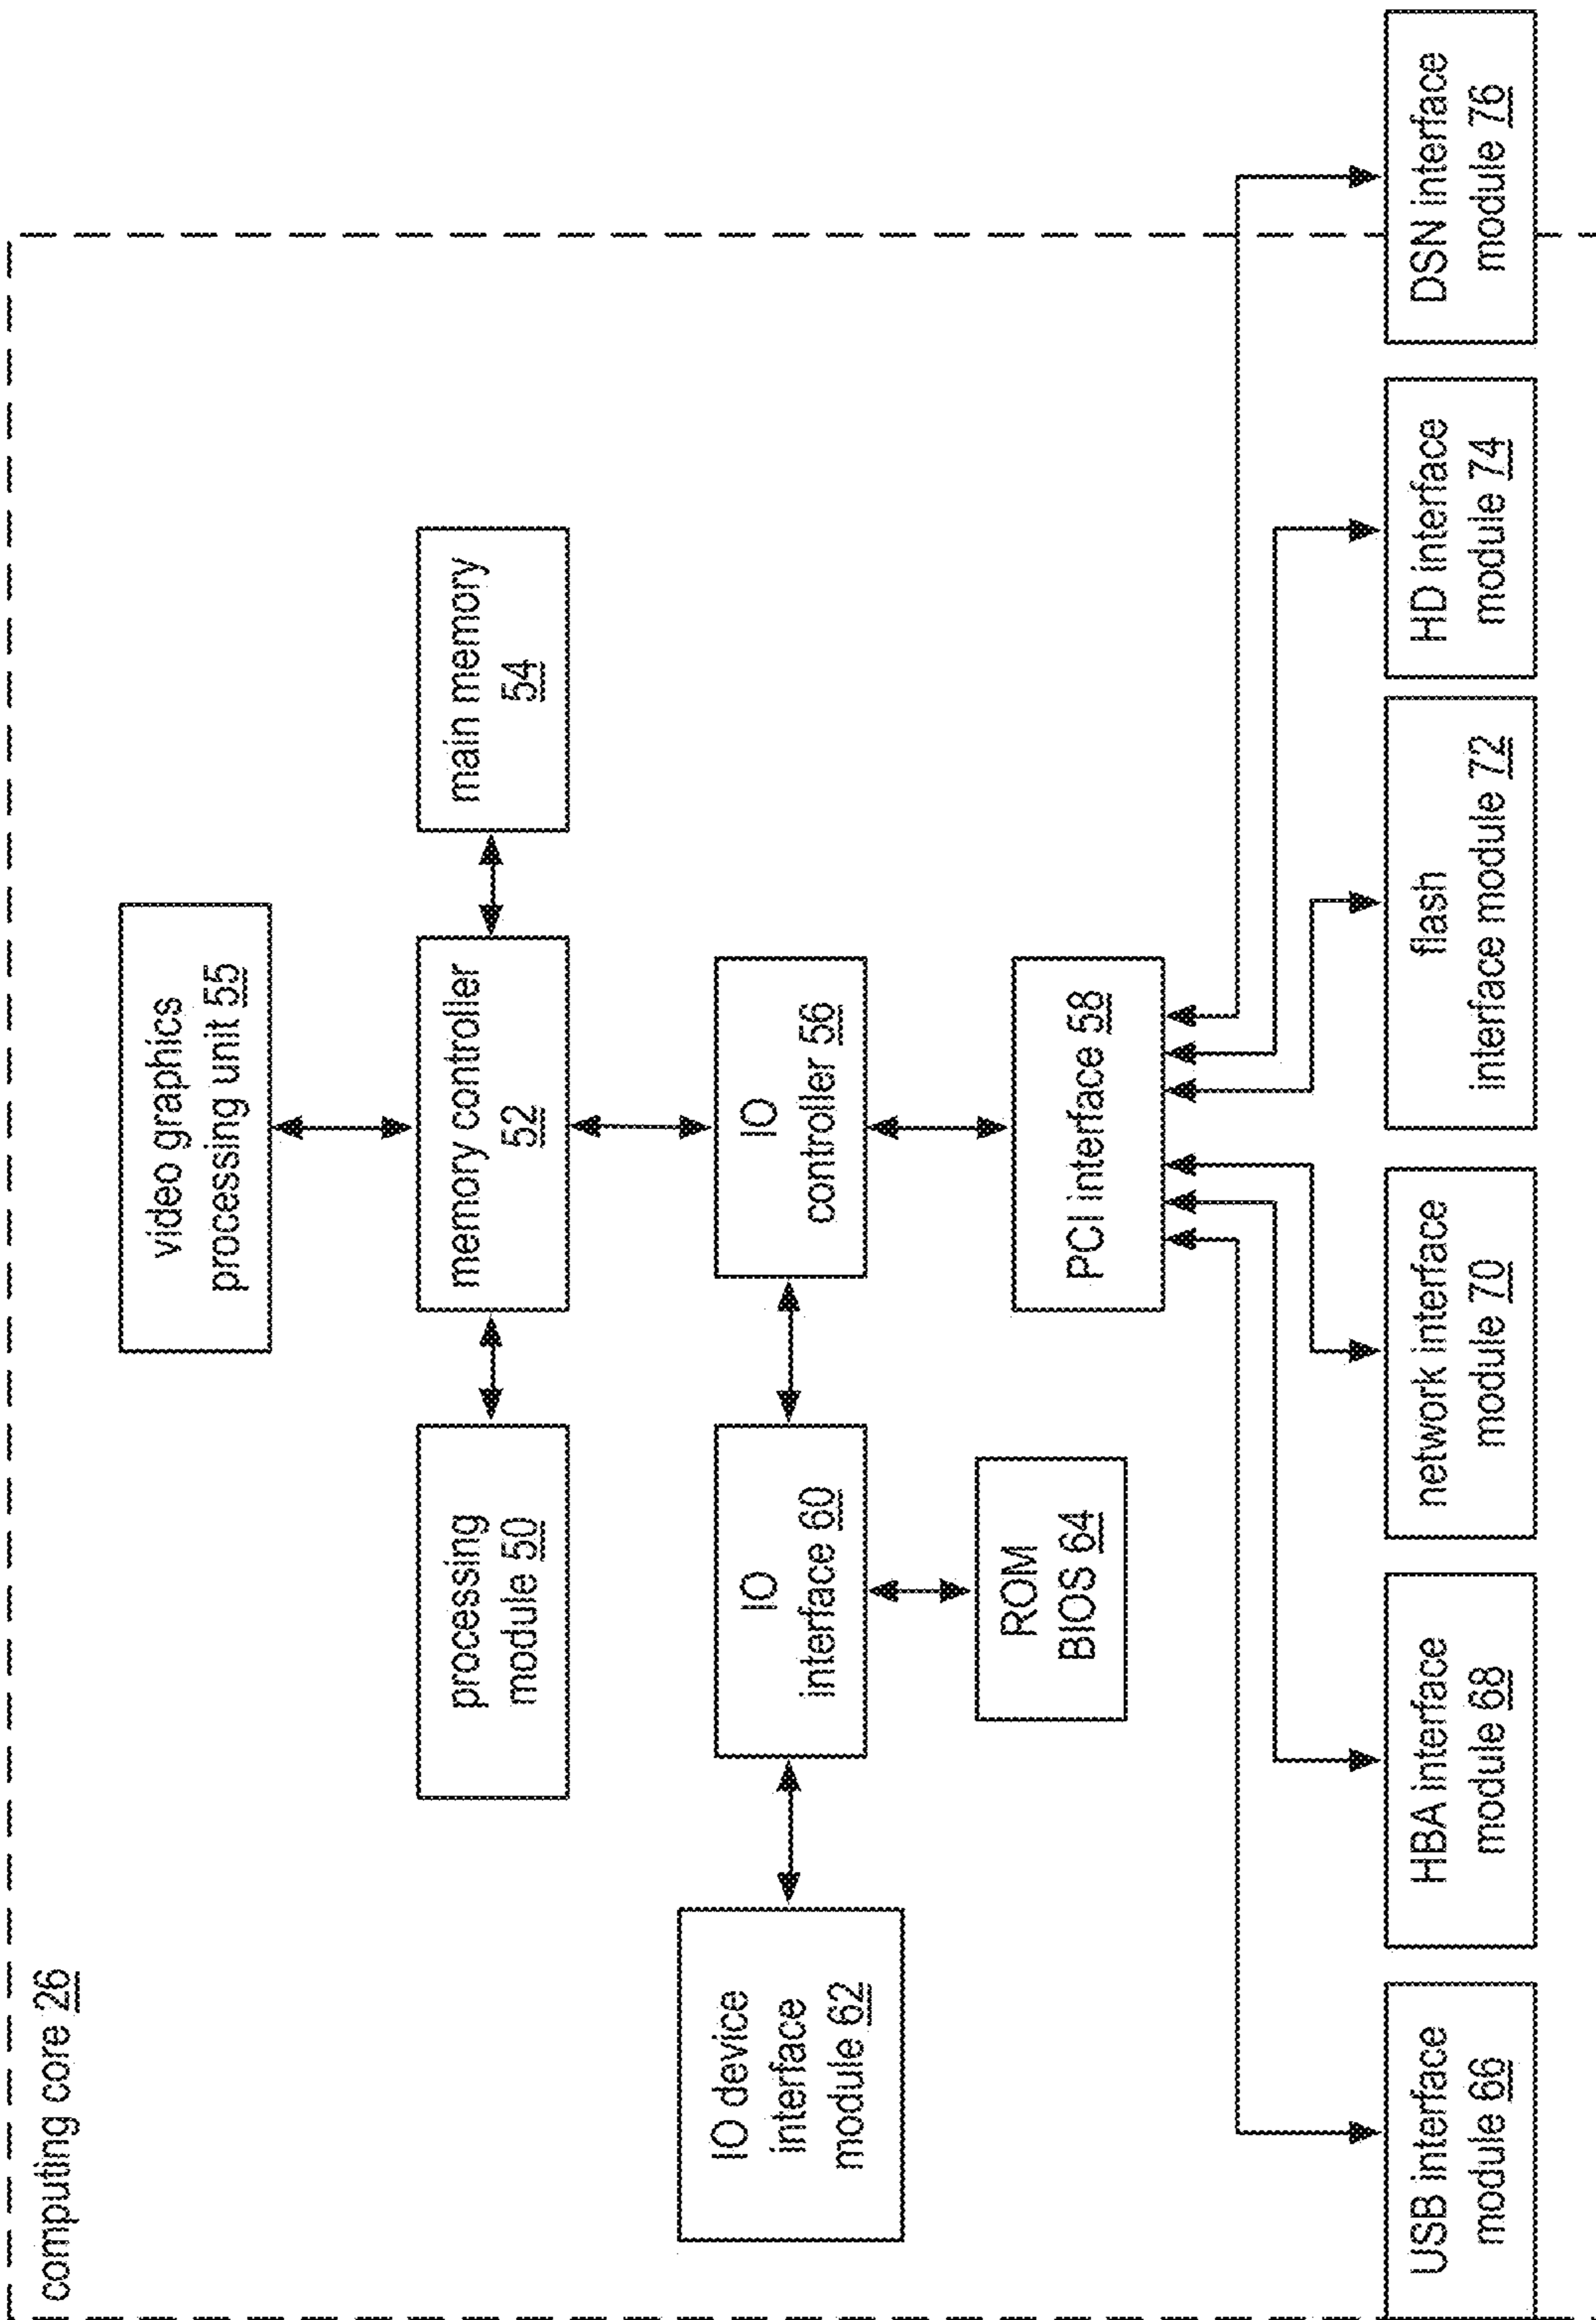 computing core 26
video graphics
processing unit 55
processing
module 50
memory controller
52
main memory
54
IO device
interface
module 62
IO
interface 60
IO
controller 56
ROM
BIOS 64
PCI interface 58
USB interface
module 66
HBA interface
module 68
network interface
module 70
flash
interface module 72
HD interface
module 74
DSN interface
module 76